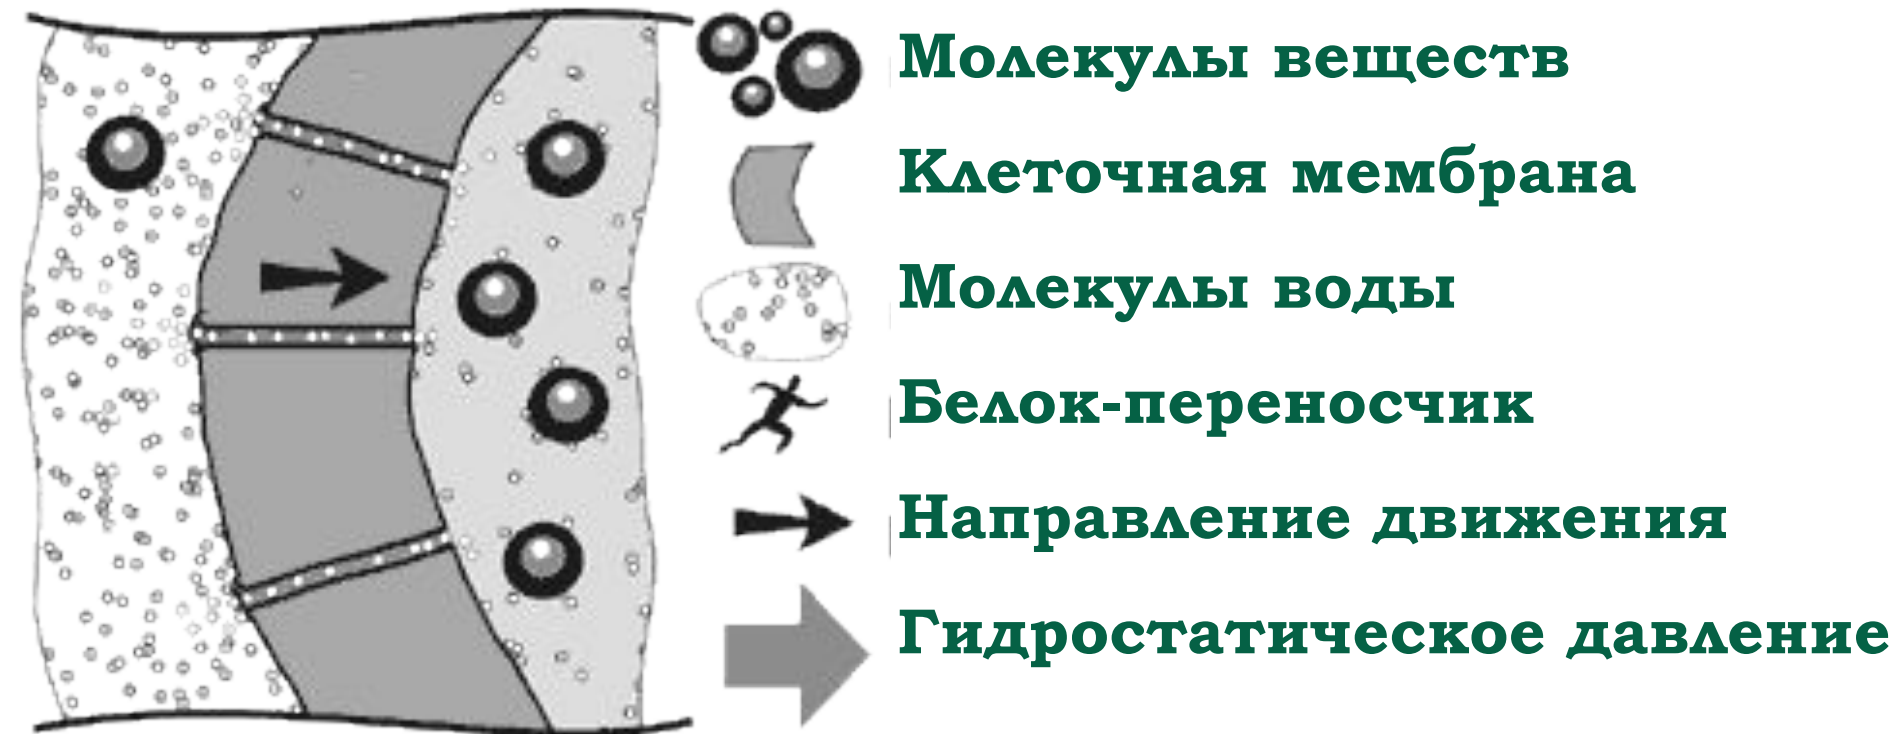 Молекулы веществ
Клеточная мембрана
Молекулы воды
Белок-переносчик
Направление движения
Гидростатическое давление